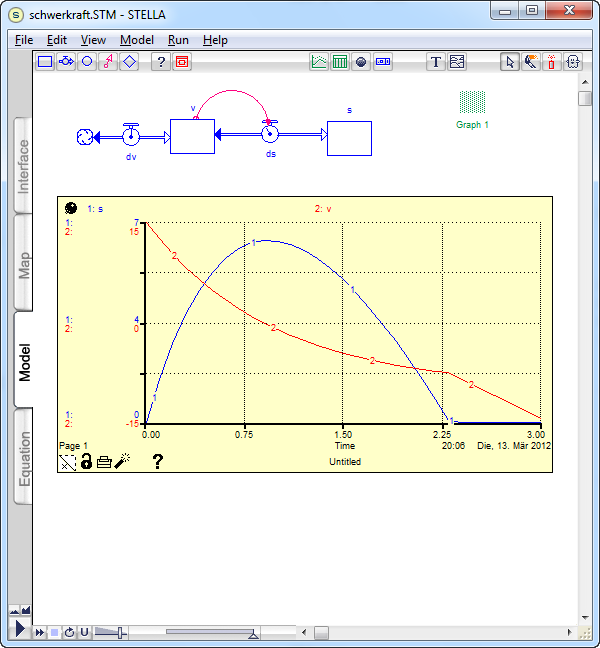 S schwerkraft.STM - STELLA
File Edit View Model Run Help
? T
Interface
Map
Model
Equation
v
s
dv
ds
Graph 1
1: s 2: v
1: 7
2: 15
1: 4
2: 0
1: 0
2: -15
1 1 1 1
2 2 2 2
0.00 0.75 1.50 2.25 3.00
Page 1 Time 20:06 Die, 13. Mär 2012
? Untitled
U